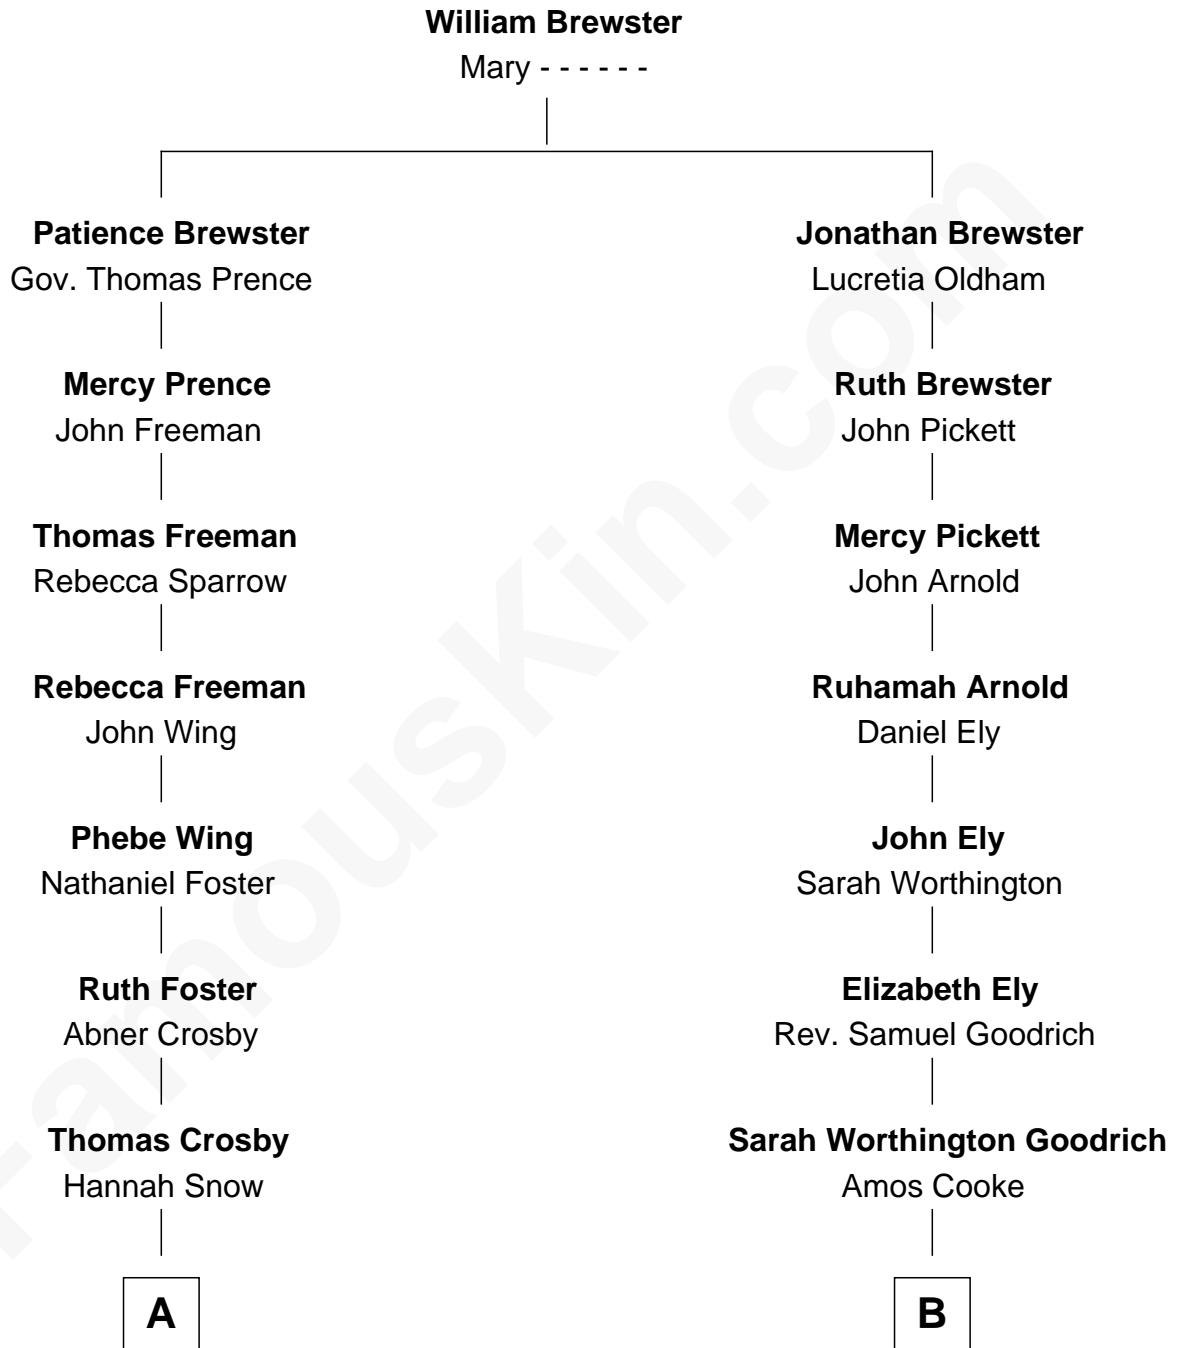 William Brewster
Mary - - - - - -
Patience Brewster
Gov. Thomas Prence
Jonathan Brewster
Lucretia Oldham
Mercy Prence
John Freeman
Ruth Brewster
John Pickett
Thomas Freeman
Rebecca Sparrow
Mercy Pickett
John Arnold
Rebecca Freeman
John Wing
Ruhamah Arnold
Daniel Ely
Phebe Wing
Nathaniel Foster
John Ely
Sarah Worthington
Ruth Foster
Abner Crosby
Elizabeth Ely
Rev. Samuel Goodrich
Thomas Crosby
Hannah Snow
Sarah Worthington Goodrich
Amos Cooke
A
B
FamousKin.com